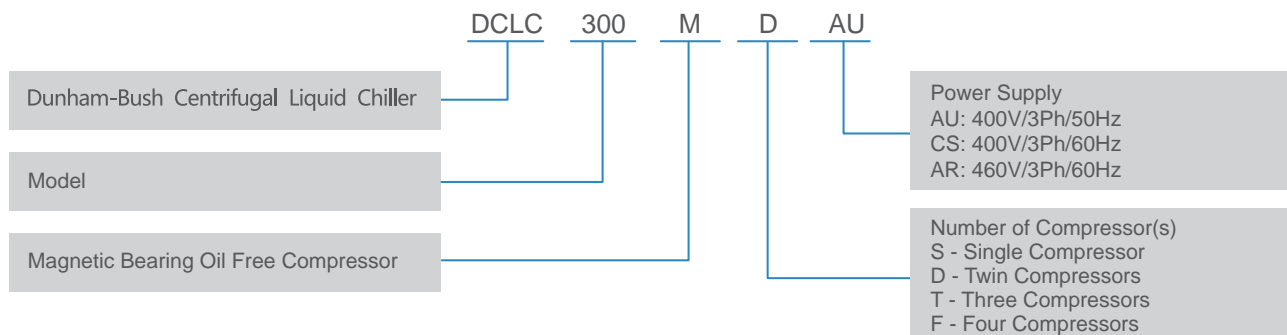 DCLC 300 M D AU
Dunham-Bush Centrifugal Liquid Chiller
Model
Magnetic Bearing Oil Free Compressor
Power Supply
AU: 400V/3Ph/50Hz
CS: 400V/3Ph/60Hz
AR: 460V/3Ph/60Hz
Number of Compressor(s)
S - Single Compressor
D - Twin Compressors
T - Three Compressors
F - Four Compressors